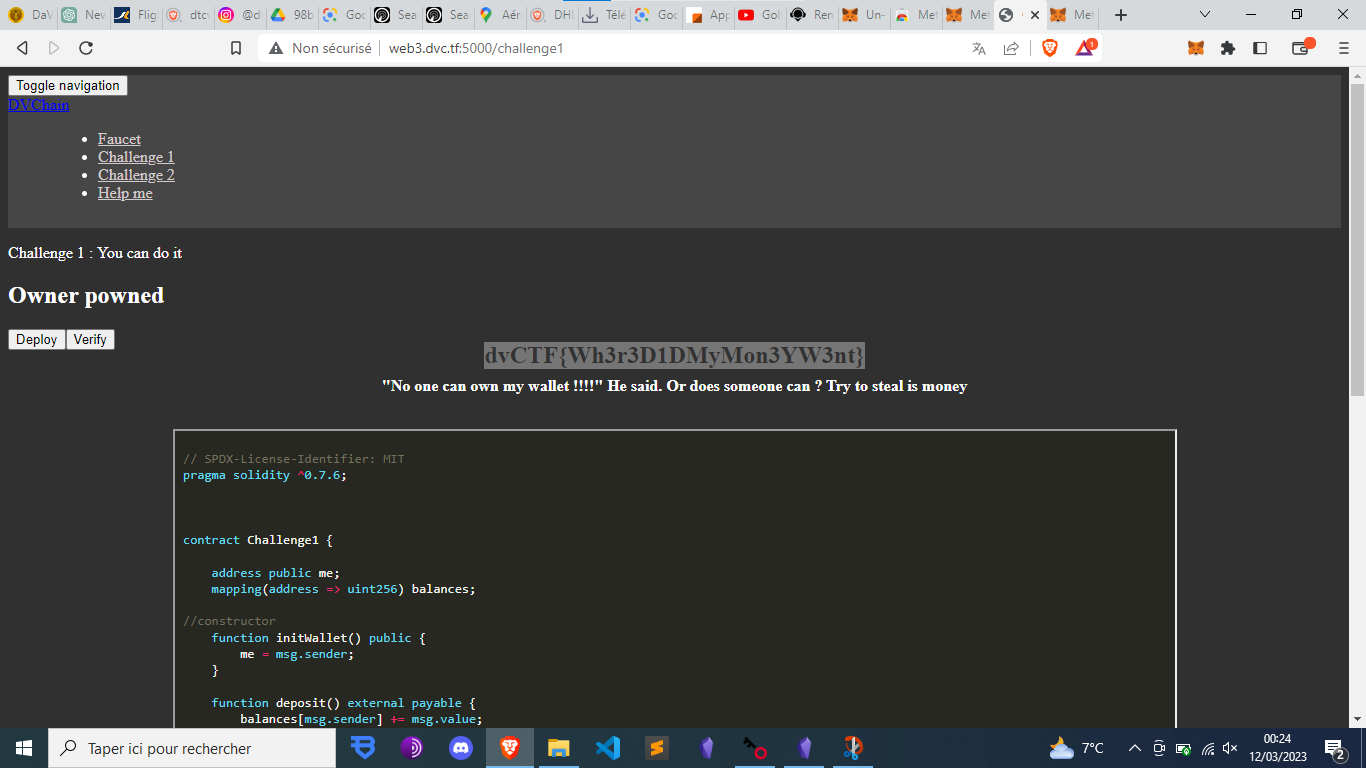 DaV
Nev
Flig
dtcv
@d
98b
Goc
Sea
Sea
Aér
DHI
Télé
Goc
App
Golf
Ren
Un-
Met
Met
Met
Non sécurisé
web3.dvc.tf:5000/challenge1
1
Toggle navigation
DVChain
Faucet
Challenge 1
Challenge 2
Help me
Challenge 1 : You can do it
Owner powned
Deploy Verify
dvCTF{Wh3r3D1DMyMon3YW3nt}
"No one can own my wallet !!!!" He said. Or does someone can ? Try to steal is money
// SPDX-License-Identifier: MIT
pragma solidity ^0.7.6;
contract Challenge1 {
address public me;
mapping(address => uint256) balances;
//constructor
function initWallet() public {
me = msg.sender;
}
function deposit() external payable {
balances[msg.sender] += msg.value;
Taper ici pour rechercher
7°C
00:24
12/03/2023
2